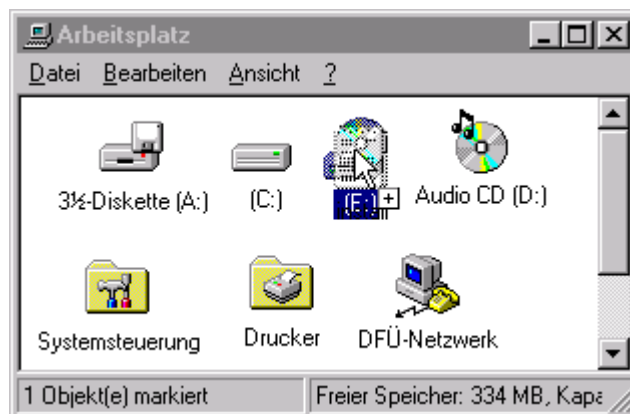 Arbeitsplatz
Datei Bearbeiten Ansicht ?
3½-Diskette (A:)
(C:)
(E:)
Audio CD (D:)
Systemsteuerung
Drucker
DFÜ-Netzwerk
1 Objekt(e) markiert
Freier Speicher: 334 MB, Kapa